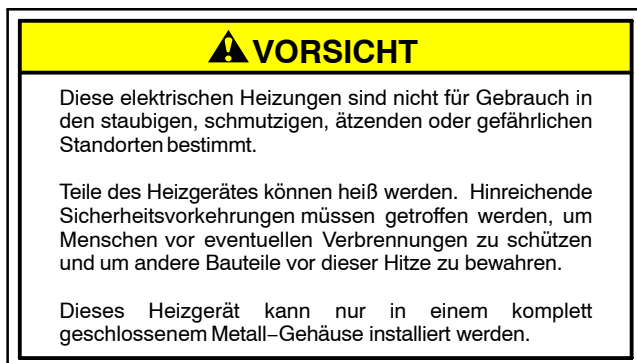 VORSICHT
Diese elektrischen Heizungen sind nicht für Gebrauch in
den staubigen, schmutzigen, ätzenden oder gefährlichen
Standorten bestimmt.
Teile des Heizgerätes können heiß werden. Hinreichende
Sicherheitsvorkehrungen müssen getroffen werden, um
Menschen vor eventuellen Verbrennungen zu schützen
und um andere Bauteile vor dieser Hitze zu bewahren.
Dieses Heizgerät kann nur in einem komplett
geschlossenem Metall–Gehäuse installiert werden.